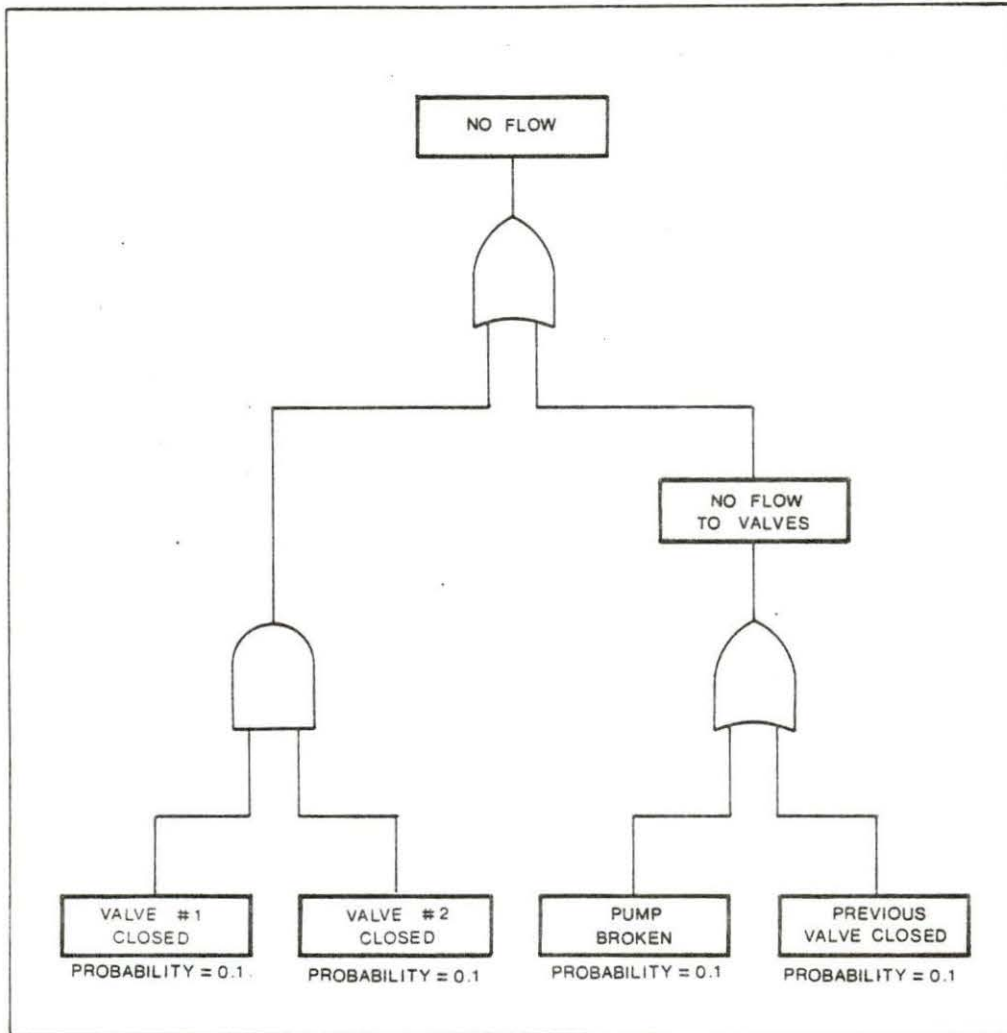 NO FLOW
NO FLOW
TO VALVES
VALVE #1
CLOSED
PROBABILITY = 0.1.
VALVE #2
CLOSED
PROBABILITY = 0.1
PUMP
BROKEN
PROBABILITY = 0.1
PREVIOUS
VALVE CLOSED
PROBABILITY = 0.1